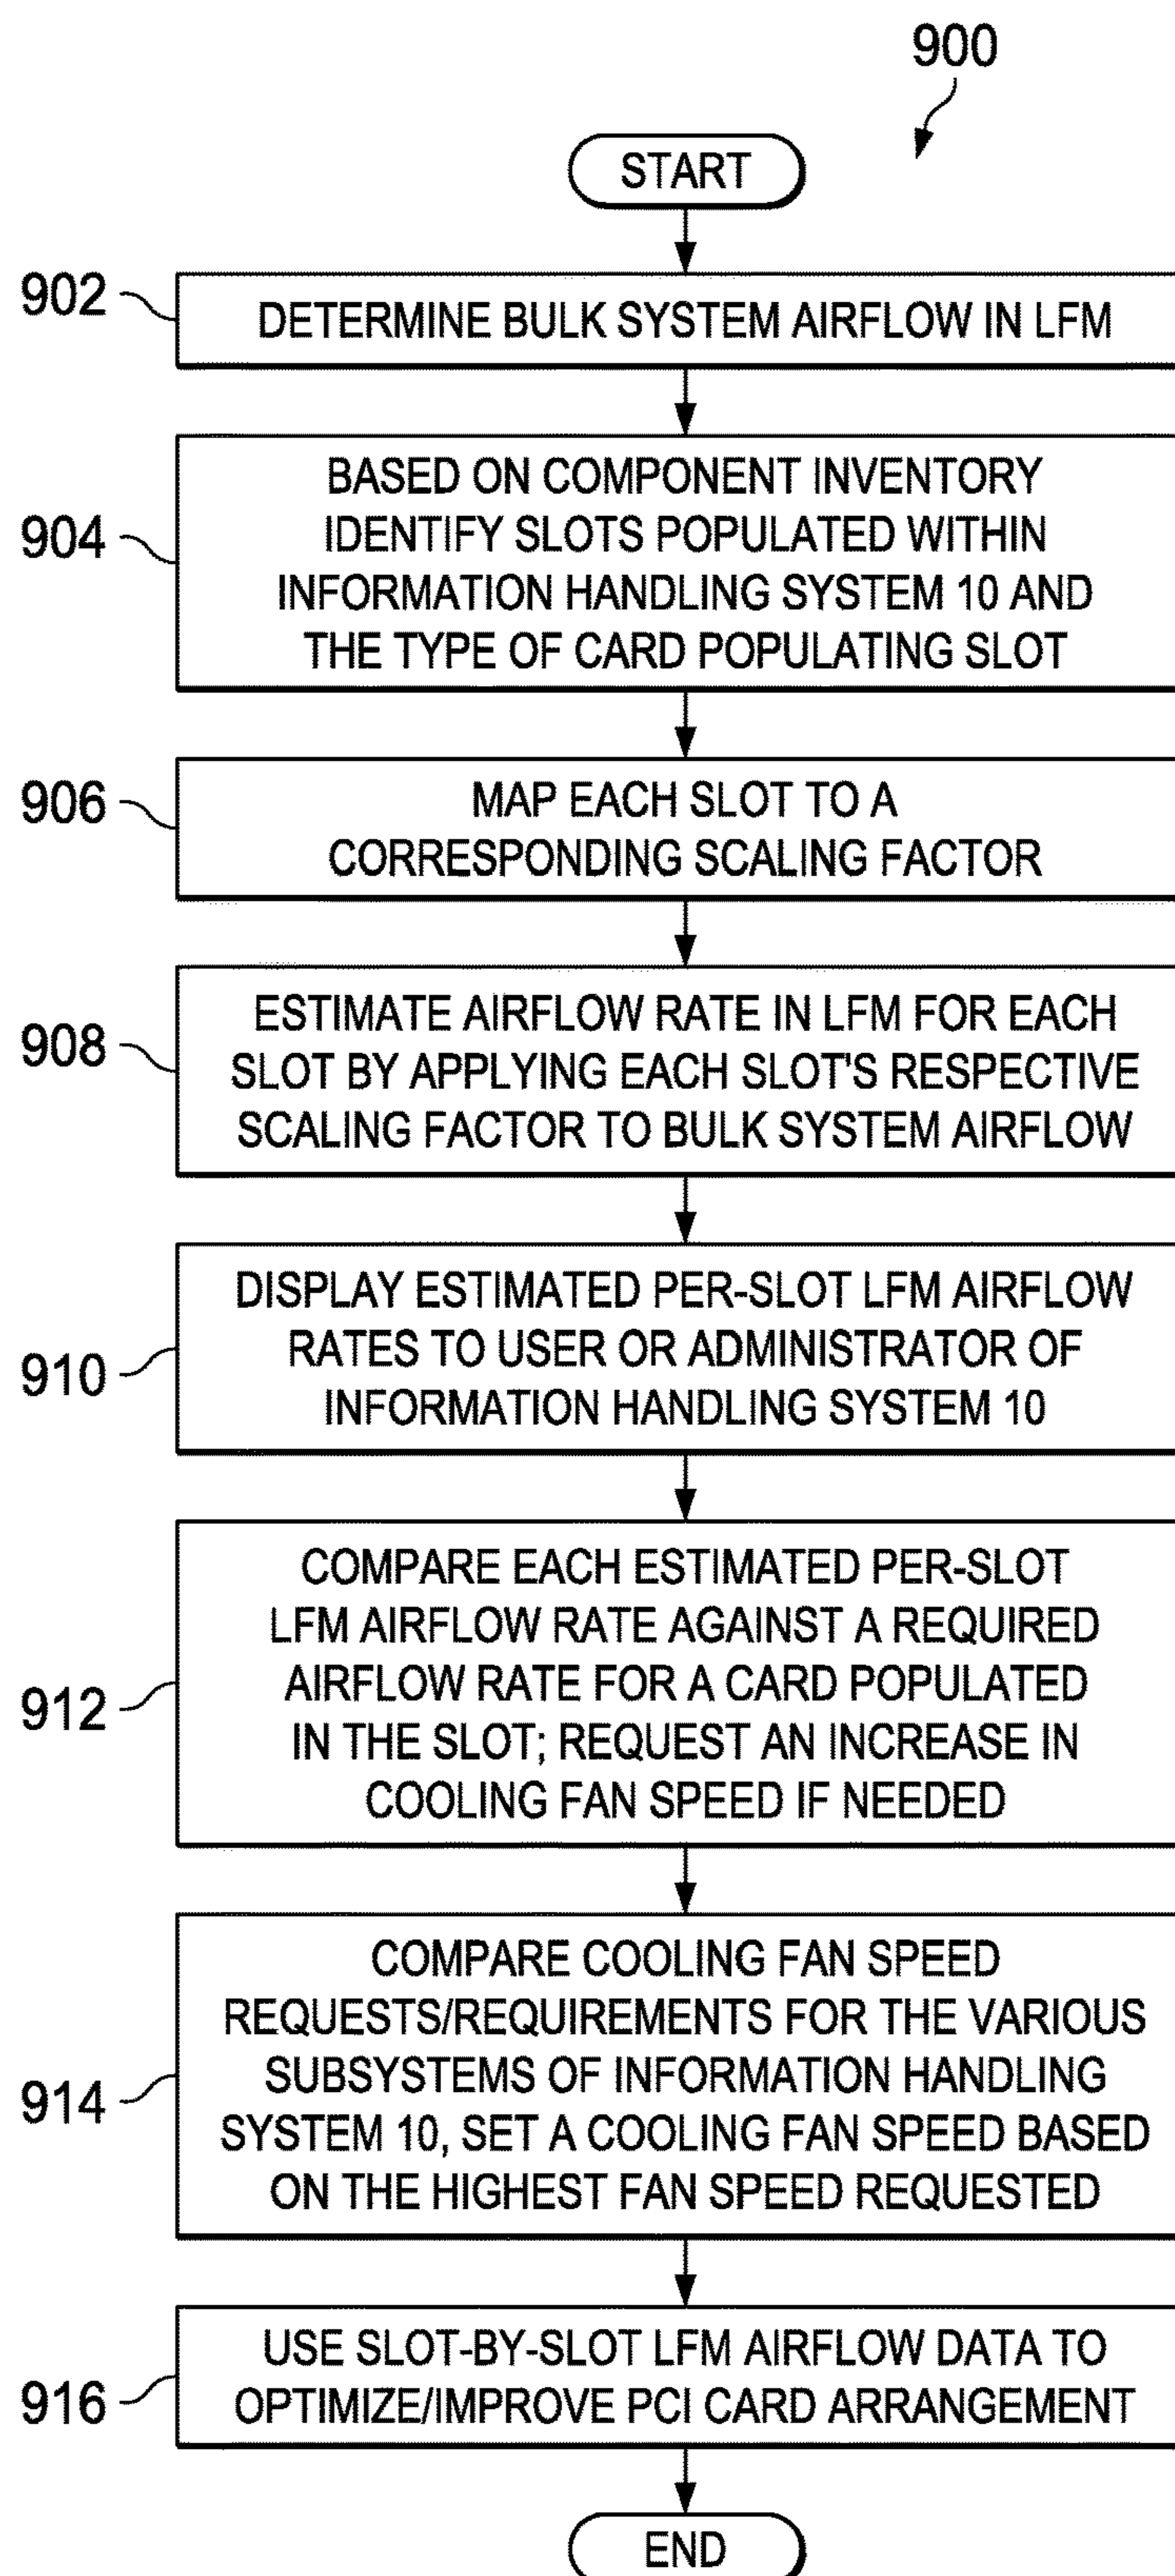 900
START
902
DETERMINE BULK SYSTEM AIRFLOW IN LFM
904
BASED ON COMPONENT INVENTORY
IDENTIFY SLOTS POPULATED WITHIN
INFORMATION HANDLING SYSTEM 10 AND
THE TYPE OF CARD POPULATING SLOT
906
MAP EACH SLOT TO A
CORRESPONDING SCALING FACTOR
908
ESTIMATE AIRFLOW RATE IN LFM FOR EACH
SLOT BY APPLYING EACH SLOT'S RESPECTIVE
SCALING FACTOR TO BULK SYSTEM AIRFLOW
910
DISPLAY ESTIMATED PER-SLOT LFM AIRFLOW
RATES TO USER OR ADMINISTRATOR OF
INFORMATION HANDLING SYSTEM 10
912
COMPARE EACH ESTIMATED PER-SLOT
LFM AIRFLOW RATE AGAINST A REQUIRED
AIRFLOW RATE FOR A CARD POPULATED
IN THE SLOT; REQUEST AN INCREASE IN
COOLING FAN SPEED IF NEEDED
914
COMPARE COOLING FAN SPEED
REQUESTS/REQUIREMENTS FOR THE VARIOUS
SUBSYSTEMS OF INFORMATION HANDLING
SYSTEM 10, SET A COOLING FAN SPEED BASED
ON THE HIGHEST FAN SPEED REQUESTED
916
USE SLOT-BY-SLOT LFM AIRFLOW DATA TO
OPTIMIZE/IMPROVE PCI CARD ARRANGEMENT
END